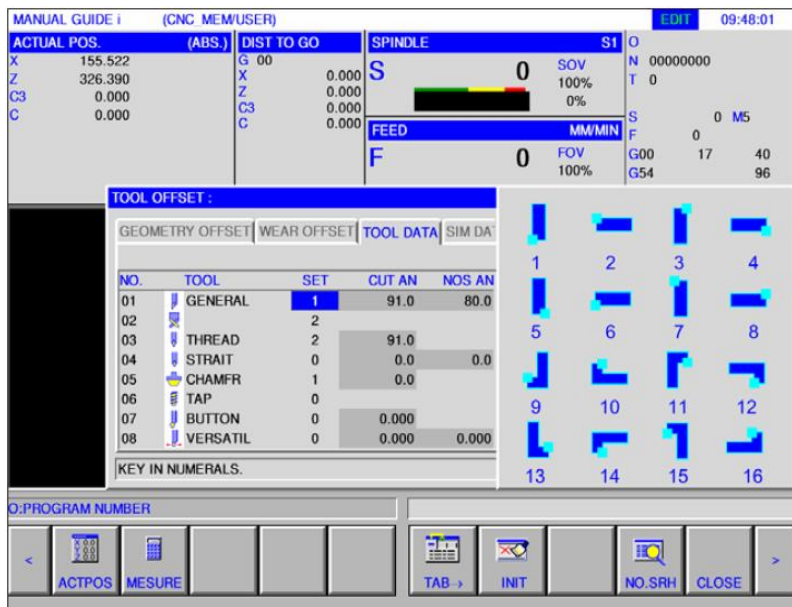 MANUAL GUIDE i (CNC MEM/USER) EDIT 09:48:01
ACTUAL POS. (ABS.) DIST TO GO SPINDLE S1 O
X 155.522
Z 326.390
C3 0.000
C 0.000
G 00
X 0.000
Z 0.000
C3 0.000
C 0.000
S 0 SOV
100%
0%
FEED MM/MIN
F 0 FOV
100%
N 00000000
T 0
S 0 M5
F 0
G00 17 40
G54 96
TOOL OFFSET :
GEOMETRY OFFSET WEAR OFFSET TOOL DATA SIM DA
NO. TOOL SET CUT AN NOS AN
01 GENERAL 1 91.0 80.0
02 2
03 THREAD 2 91.0
04 STRAIT 0 0.0 0.0
05 CHAMFR 1 0.0
06 TAP 0
07 BUTTON 0 0.000
08 VERSATIL 0 0.000 0.000
KEY IN NUMERALS.
1 2 3 4
5 6 7 8
9 10 11 12
13 14 15 16
O:PROGRAM NUMBER
< ACTPOS MESURE TAB→ INIT NO.SRH CLOSE >